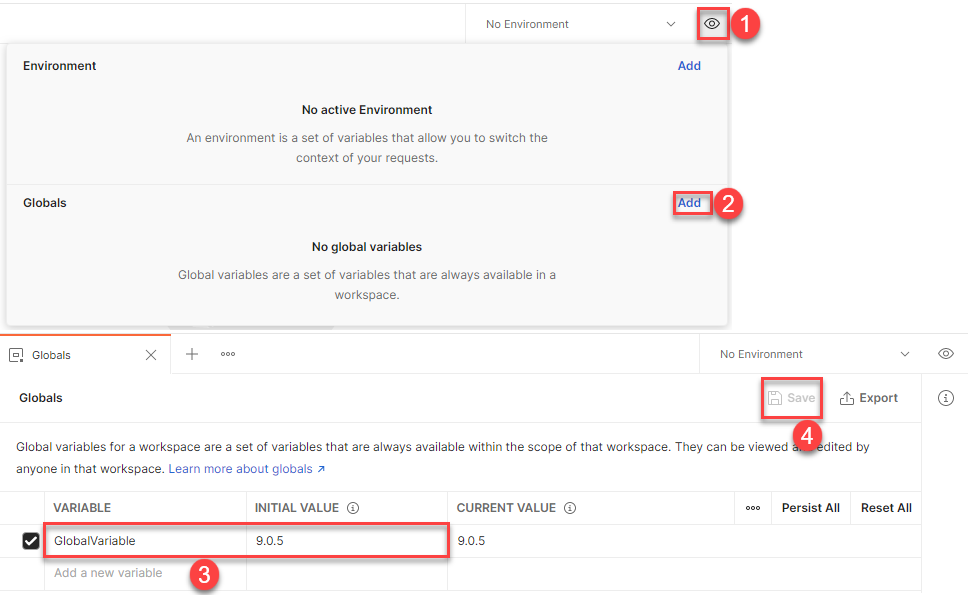 No Environment
1
Environment
Add
No active Environment
An environment is a set of variables that allow you to switch the
context of your requests.
Globals
Add
2
No global variables
Global variables are a set of variables that are always available in a
workspace.
Globals
No Environment
Globals
Save
Export
4
Global variables for a workspace are a set of variables that are always available within the scope of that workspace. They can be viewed edited by
anyone in that workspace. Learn more about globals ↗
VARIABLE INITIAL VALUE CURRENT VALUE Persist All Reset All
GlobalVariable 9.0.5 9.0.5
Add a new variable
3